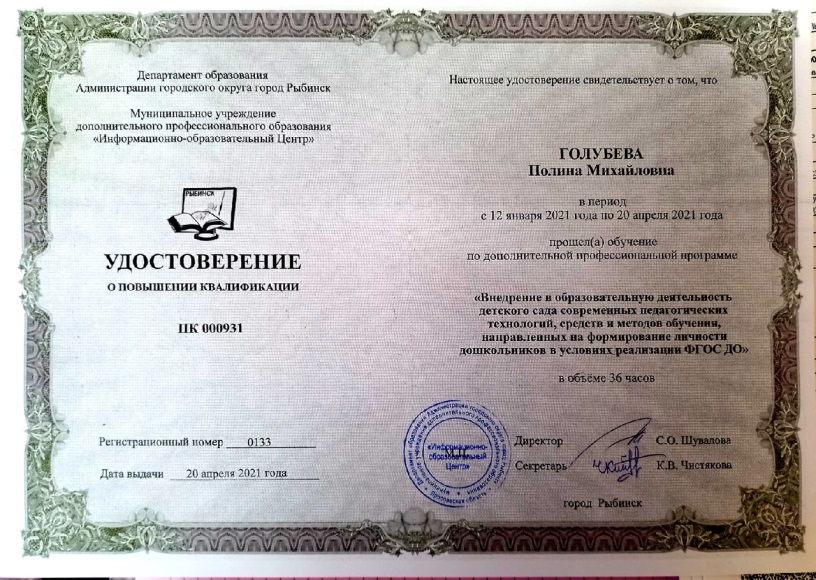 Департамент образования
Администрации городского округа город Рыбинск
Муниципальное учреждение
дополнительного профессионального образования
«Информационно-образовательный Центр»
РЫБИНСК
УДОСТОВЕРЕНИЕ
О ПОВЫШЕНИИ КВАЛИФИКАЦИИ
ПК 000931
Регистрационный номер 0133
Дата выдачи 20 апреля 2021 года
Настоящее удостоверение свидетельствует о том, что
ГОЛУБЕВА
Полина Михайловна
в период
с 12 января 2021 года по 20 апреля 2021 года
прошел(а) обучение
по дополнительной профессиональной программе
«Внедрение в образовательную деятельность
детского сада современных педагогических
технологий, средств и методов обучения,
направленных на формирование личности
дошкольников в условиях реализации ФГОС ДО»
в объёме 36 часов
«Информационно-
образовательный
Центр»
Директор С.О. Шувалова
Секретарь К.В. Чистякова
город Рыбинск